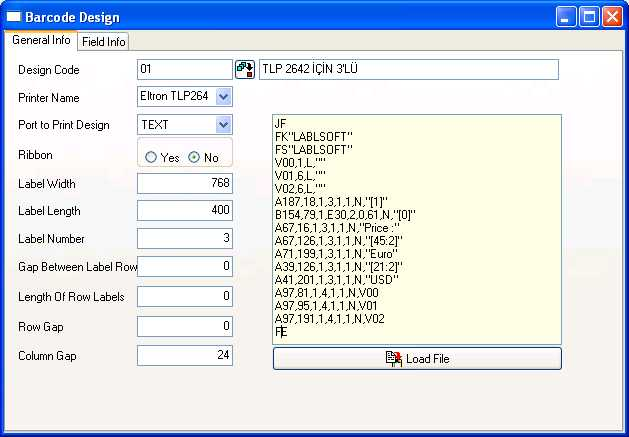 Barcode Design
General Info Field Info
Design Code 01 TLP 2642 İÇİN 3'LÜ
Printer Name Eltron TLP264
Port to Print Design TEXT
Ribbon Yes No
Label Width 768
Label Length 400
Label Number 3
Gap Between Label Row 0
Length Of Row Labels 0
Row Gap 0
Column Gap 24
JF
FK"LABLSOFT"
FS"LABLSOFT"
V00,1,L,""
V01,6,L,""
V02,6,L,""
A187,18,1,3,1,1,N,"[1]"
B154,79,1,E30,2,0,61,N,"[0]"
A67,16,1,3,1,1,N,"Price :"
A67,126,1,3,1,1,N,"[45:2]"
A71,199,1,3,1,1,N,"Euro"
A39,126,1,3,1,1,N,"[21:2]"
A41,201,1,3,1,1,N,"USD"
A97,81,1,4,1,1,N,V00
A97,95,1,4,1,1,N,V01
A97,191,1,4,1,1,N,V02
FE
Load File